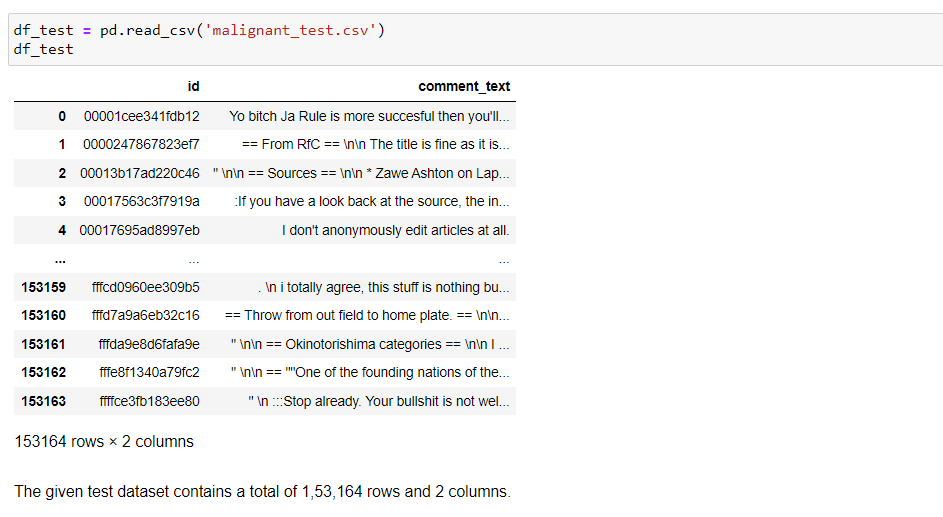 df_test = pd.read_csv('malignant_test.csv')
df_test
id comment_text
0 00001cee341fdb12 Yo bitch Ja Rule is more succesful then you'll...
1 0000247867823ef7 == From RfC == \n\n The title is fine as it is...
2 00013b17ad220c46 " \n\n == Sources == \n\n * Zawe Ashton on Lap...
3 00017563c3f7919a :If you have a look back at the source, the in...
4 00017695ad8997eb I don't anonymously edit articles at all.
... ... ...
153159 fffcd0960ee309b5 . \n i totally agree, this stuff is nothing bu...
153160 fffd7a9a6eb32c16 == Throw from out field to home plate. == \n\n...
153161 fffda9e8d6fafa9e " \n\n == Okinotorishima categories == \n\n I ...
153162 fffe8f1340a79fc2 " \n\n == ""One of the founding nations of the...
153163 ffffce3fb183ee80 " \n :::Stop already. Your bullshit is not wel...
153164 rows × 2 columns
The given test dataset contains a total of 1,53,164 rows and 2 columns.